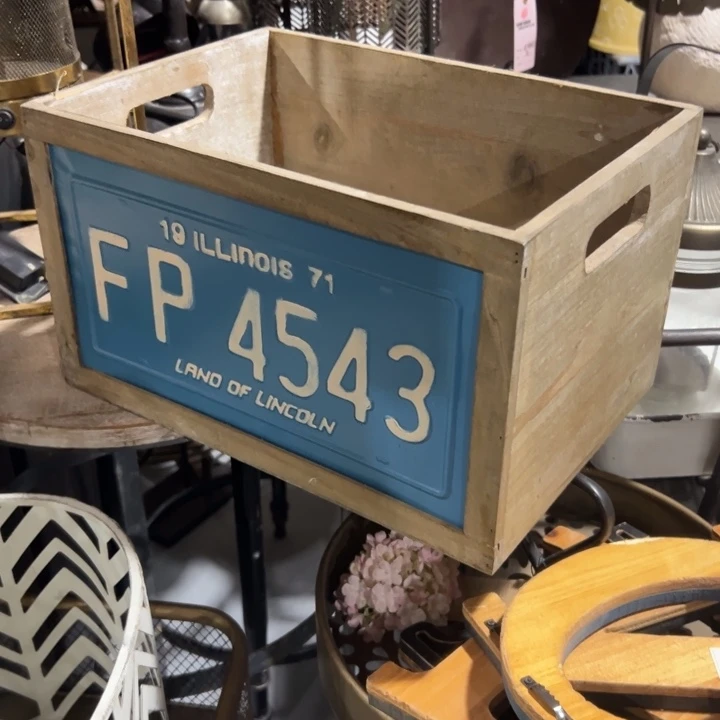 19 ILLINOIS 71
FP 4543
LAND OF LINCOLN